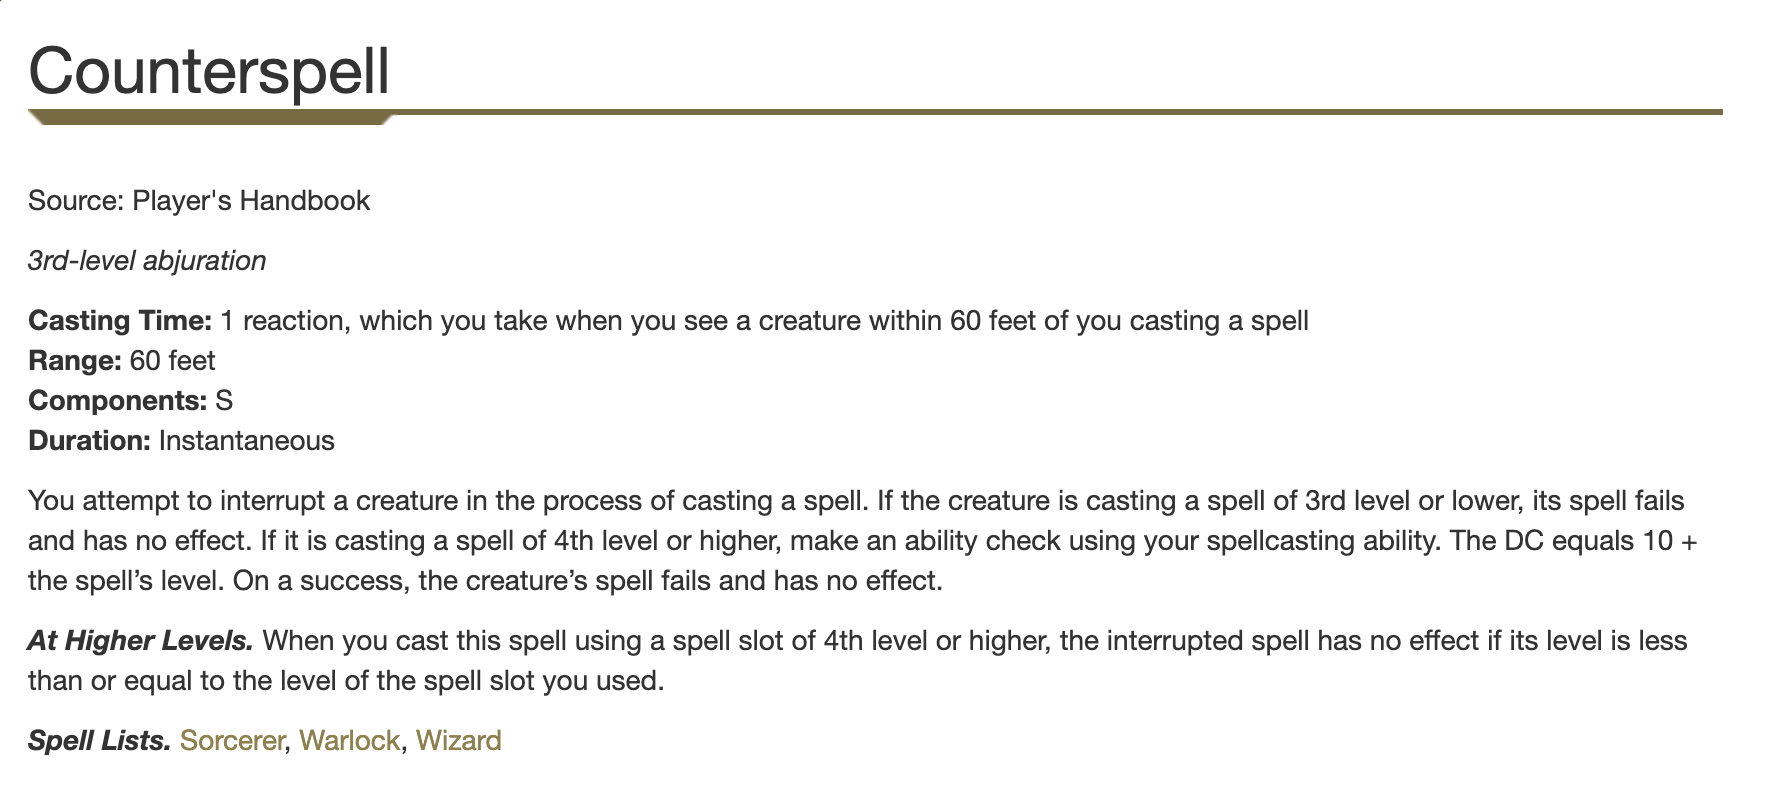 Counterspell
Source: Player's Handbook
3rd-level abjuration
Casting Time: 1 reaction, which you take when you see a creature within 60 feet of you casting a spell
Range: 60 feet
Components: S
Duration: Instantaneous
You attempt to interrupt a creature in the process of casting a spell. If the creature is casting a spell of 3rd level or lower, its spell fails
and has no effect. If it is casting a spell of 4th level or higher, make an ability check using your spellcasting ability. The DC equals 10 +
the spell’s level. On a success, the creature’s spell fails and has no effect.
At Higher Levels. When you cast this spell using a spell slot of 4th level or higher, the interrupted spell has no effect if its level is less
than or equal to the level of the spell slot you used.
Spell Lists. Sorcerer, Warlock, Wizard